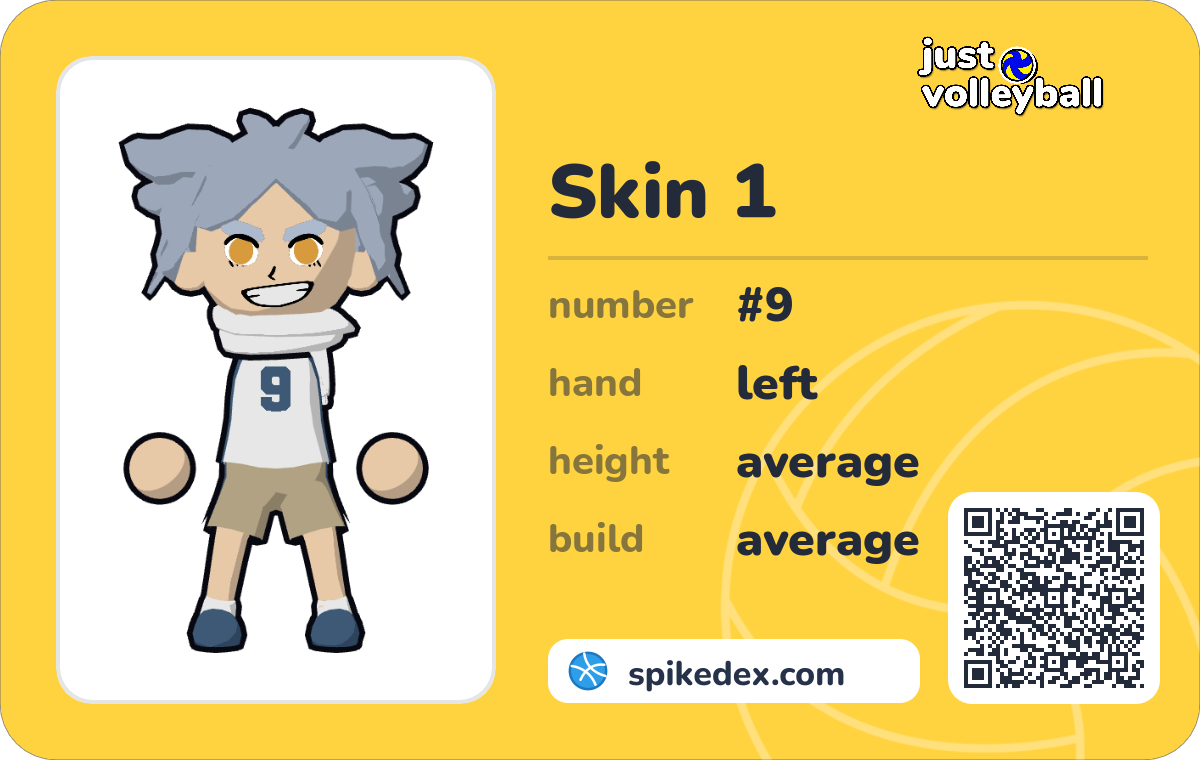 just
volleyball
Skin 1
number #9
hand left
height average
build average
9
spikedex.com